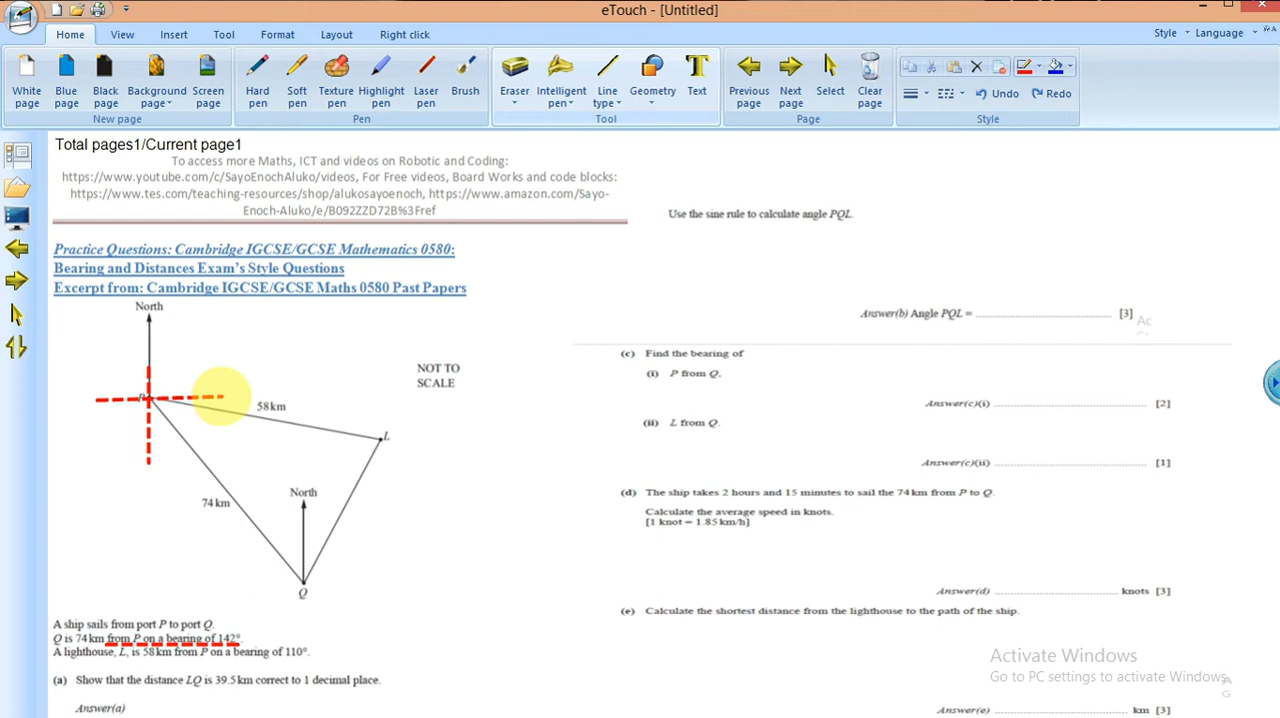 eTouch - [Untitled]
Home View Insert Tool Format Layout Right click
Style Language
White page
Blue page
Black page
Background page
Screen page
Hard pen
Soft pen
Texture pen
Highlight pen
Laser pen
Brush
Eraser
Intelligent pen
Line type
Geometry
Text
Previous page
Next page
Select
Clear page
Undo Redo
New page Pen Tool Page Style
Total pages1/Current page1
To access more Maths, ICT and videos on Robotic and Coding:
https://www.youtube.com/c/SayoEnochAluko/videos, For Free videos, Board Works and code blocks:
https://www.tes.com/teaching-resources/shop/alukosayoenoch, https://www.amazon.com/Sayo-
Enoch-Aluko/e/B092ZZD72B%3Fref
Practice Questions: Cambridge IGCSE/GCSE Mathematics 0580:
Bearing and Distances Exam's Style Questions
Excerpt from: Cambridge IGCSE/GCSE Maths 0580 Past Papers
North
NOT TO
SCALE
P
58km
L
North
74km
Q
A ship sails from port P to port Q.
Q is 74km from P on a bearing of 142°.
A lighthouse, L, is 58km from P on a bearing of 110°.
(a) Show that the distance LQ is 39.5km correct to 1 decimal place.
Answer(a)
Use the sine rule to calculate angle PQL.
Answer(b) Angle PQL = ........................ [3]
Ac
(c) Find the bearing of
(i) P from Q,
Answer(c)(i) ........................ [2]
(ii) L from Q.
Answer(c)(ii) ........................ [1]
(d) The ship takes 2 hours and 15 minutes to sail the 74km from P to Q.
Calculate the average speed in knots.
[1 knot = 1.85km/h]
Answer(d) ........................ knots [3]
(e) Calculate the shortest distance from the lighthouse to the path of the ship.
Activate Windows
Go to PC settings to activate Windows.
A
G
Answer(e) ........................ km [3]